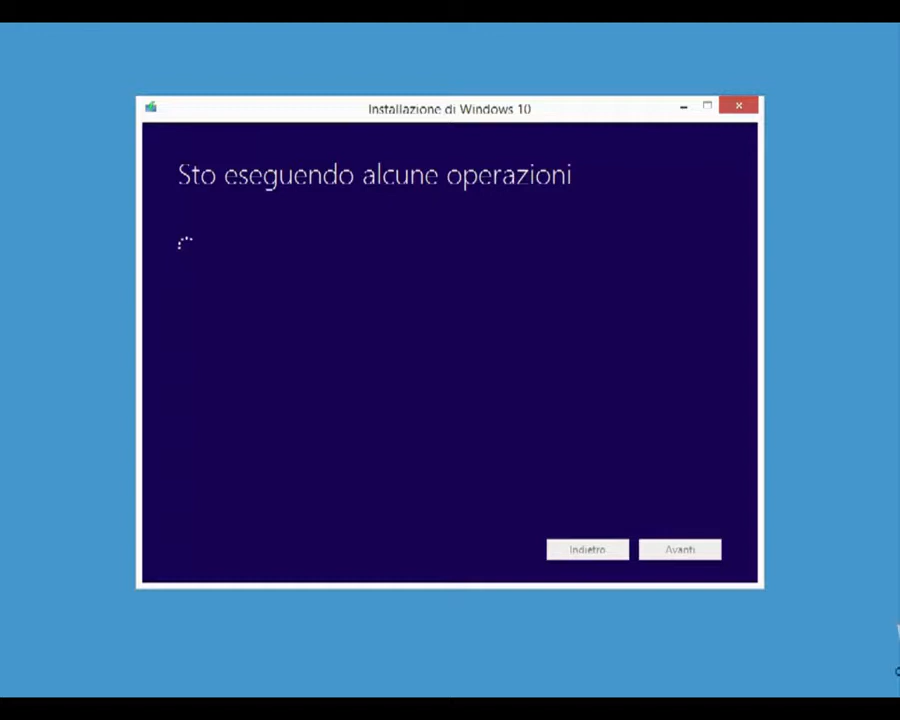 Installazione di Windows 10
Sto eseguendo alcune operazioni
Indietro
Avanti